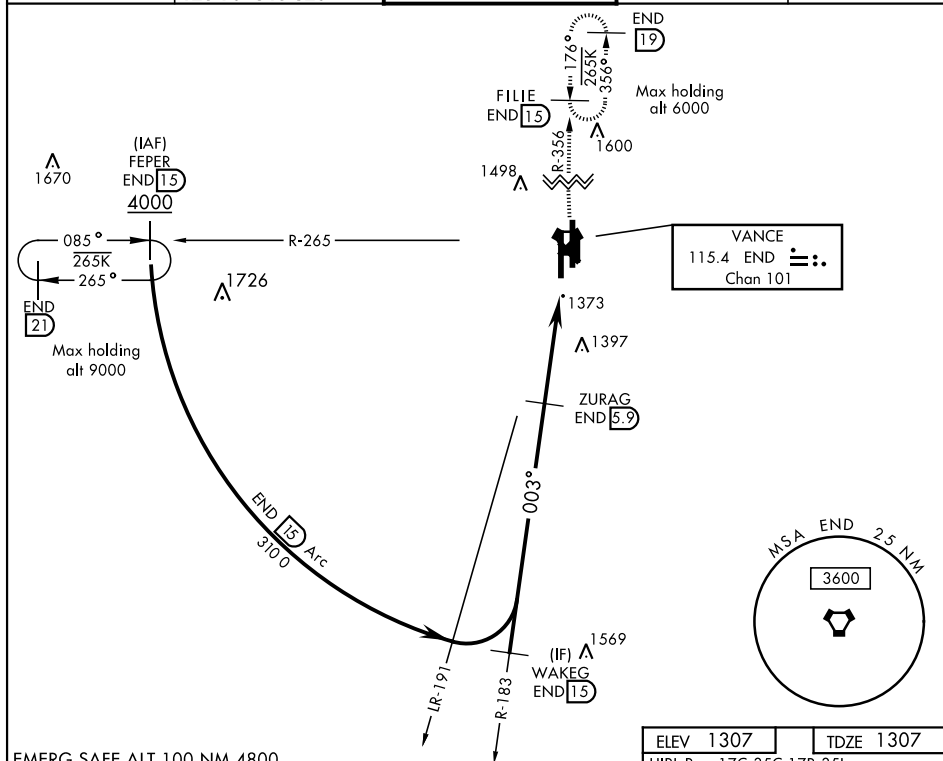 END
19
176°
265K
356°
Max holding
alt 6000
FILIE
END 15
1600
R-356
1498
(IAF)
FEPER
END 15
4000
1670
085°
265K
265°
R-265
END
21
Max holding
alt 9000
1726
VANCE
115.4 END
Chan 101
1373
1397
ZURAG
END 5.9
003°
END 15 Arc
3100
LR-191
R-183
1569
(IF)
WAKEG
END 15
MSA END 25 NM
3600
EMERG SAFE ALT 100 NM 4800
ELEV 1307
TDZE 1307